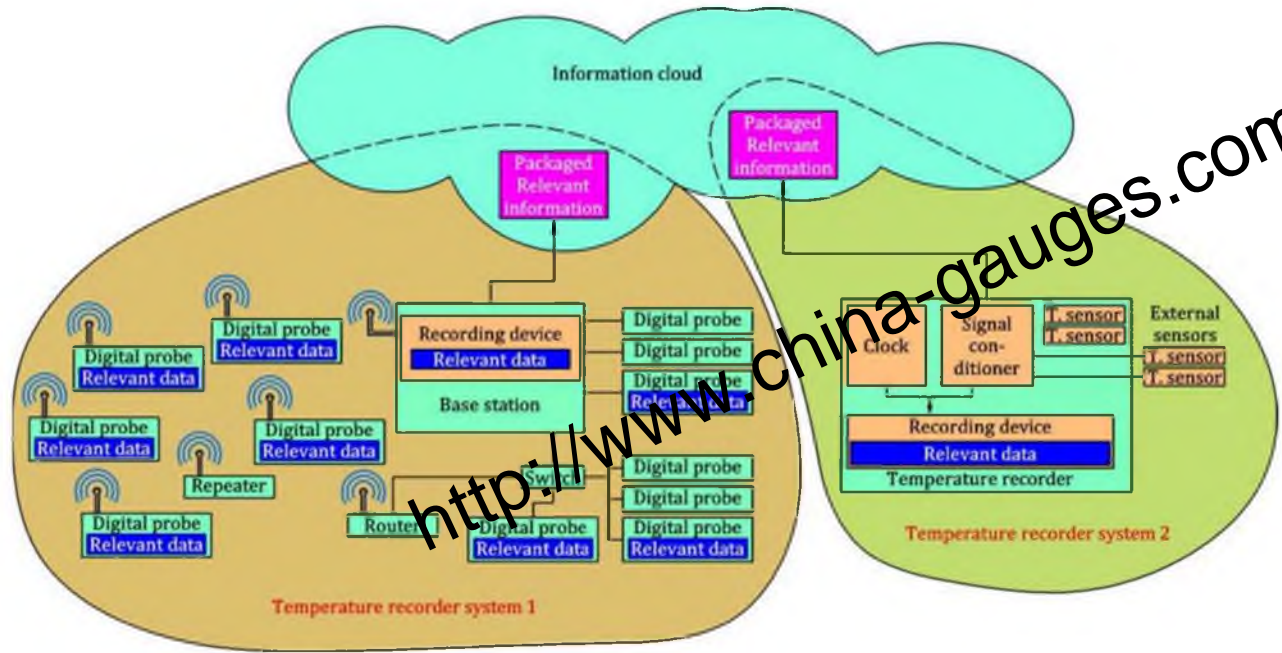 Information cloud
Packaged
Relevant
information
Packaged
Relevant
information
Digital probe
Relevant data
Digital probe
Relevant data
Digital probe
Relevant data
Digital probe
Relevant data
Repeater
Digital probe
Relevant data
Recording device
Relevant data
Base station
Digital probe
Digital probe
Digital probe
Relevant data
Router
Switch
Digital probe
Relevant data
Digital probe
Digital probe
Digital probe
Relevant data
Temperature recorder system 1
Clock
Signal
con-
ditioner
T. sensor
T. sensor
External
sensors
T. sensor
T. sensor
Recording device
Relevant data
Temperature recorder
Temperature recorder system 2
http://www.china-gauges.com